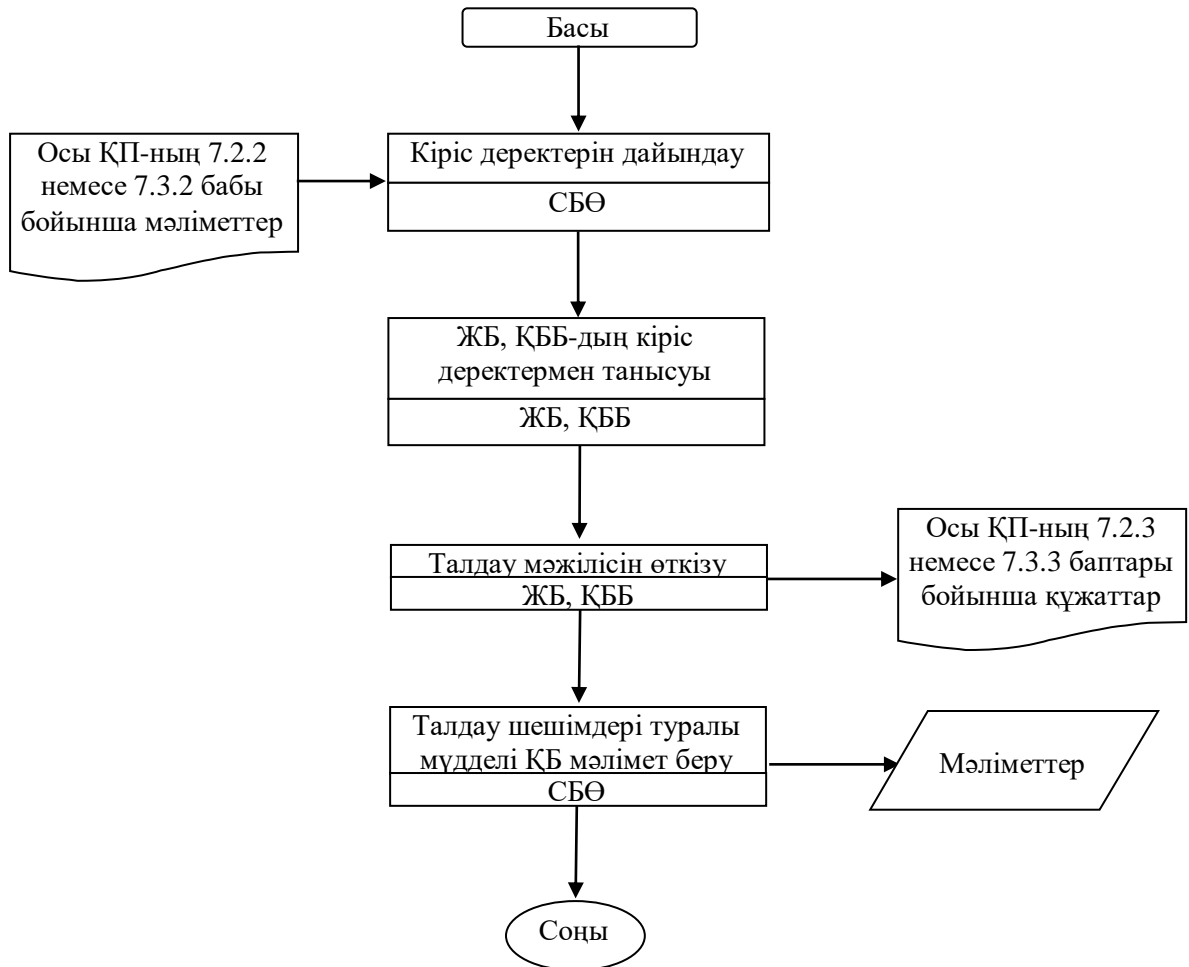 Басы
Осы ҚП-ның 7.2.2
немесе 7.3.2 бабы
бойынша мәліметтер
Кіріс деректерін дайындау
СБӨ
ЖБ, ҚББ-дың кіріс
деректермен танысуы
ЖБ, ҚББ
Талдау мәжілісін өткізу
ЖБ, ҚББ
Осы ҚП-ның 7.2.3
немесе 7.3.3 баптары
бойынша құжаттар
Талдау шешімдері туралы
мүдделі ҚБ мәлімет беру
СБӨ
Мәліметтер
Соңы